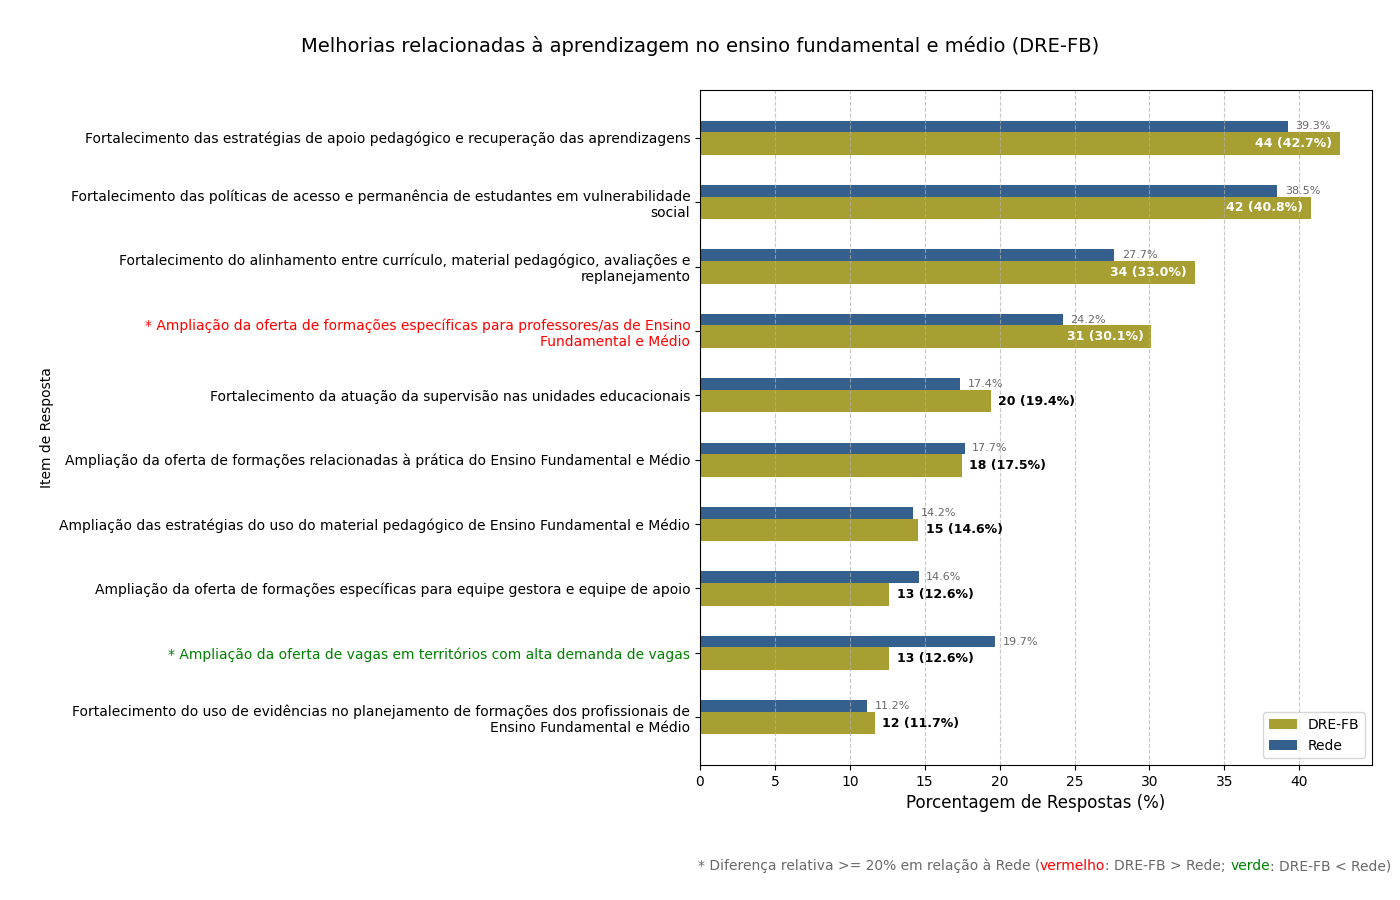 Melhorias relacionadas à aprendizagem no ensino fundamental e médio (DRE-FB)
Item de Resposta
Fortalecimento das estratégias de apoio pedagógico e recuperação das aprendizagens
39.3%
44 (42.7%)
Fortalecimento das políticas de acesso e permanência de estudantes em vulnerabilidade
social
38.5%
42 (40.8%)
Fortalecimento do alinhamento entre currículo, material pedagógico, avaliações e
replanejamento
27.7%
34 (33.0%)
* Ampliação da oferta de formações específicas para professores/as de Ensino
Fundamental e Médio
24.2%
31 (30.1%)
Fortalecimento da atuação da supervisão nas unidades educacionais
17.4%
20 (19.4%)
Ampliação da oferta de formações relacionadas à prática do Ensino Fundamental e Médio
17.7%
18 (17.5%)
Ampliação das estratégias do uso do material pedagógico de Ensino Fundamental e Médio
14.2%
15 (14.6%)
Ampliação da oferta de formações específicas para equipe gestora e equipe de apoio
14.6%
13 (12.6%)
* Ampliação da oferta de vagas em territórios com alta demanda de vagas
19.7%
13 (12.6%)
Fortalecimento do uso de evidências no planejamento de formações dos profissionais de
Ensino Fundamental e Médio
11.2%
12 (11.7%)
DRE-FB
Rede
0 5 10 15 20 25 30 35 40
Porcentagem de Respostas (%)
* Diferença relativa >= 20% em relação à Rede (vermelho: DRE-FB > Rede; verde: DRE-FB < Rede)